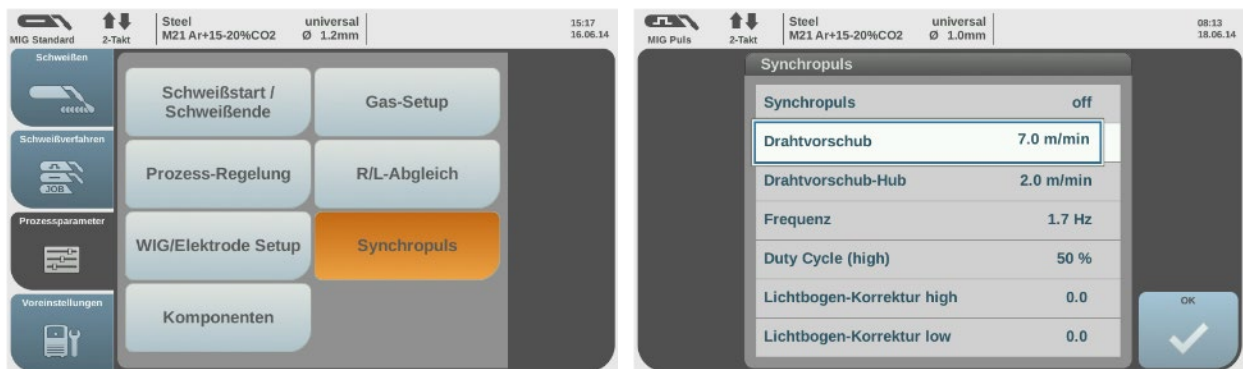 MIG Standard
2-Takt
Steel universal
M21 Ar+15-20%CO2 Ø 1.2mm
15:17
16.06.14
Schweißen
Schweißverfahren
JOB
Prozessparameter
Voreinstellungen
Schweißstart /
Schweißende
Gas-Setup
Prozess-Regelung
R/L-Abgleich
WIG/Elektrode Setup
Synchropuls
Komponenten
MIG Puls
2-Takt
Steel universal
M21 Ar+15-20%CO2 Ø 1.0mm
08:13
18.06.14
Synchropuls
Synchropuls off
Drahtvorschub 7.0 m/min
Drahtvorschub-Hub 2.0 m/min
Frequenz 1.7 Hz
Duty Cycle (high) 50 %
Lichtbogen-Korrektur high 0.0
Lichtbogen-Korrektur low 0.0
OK